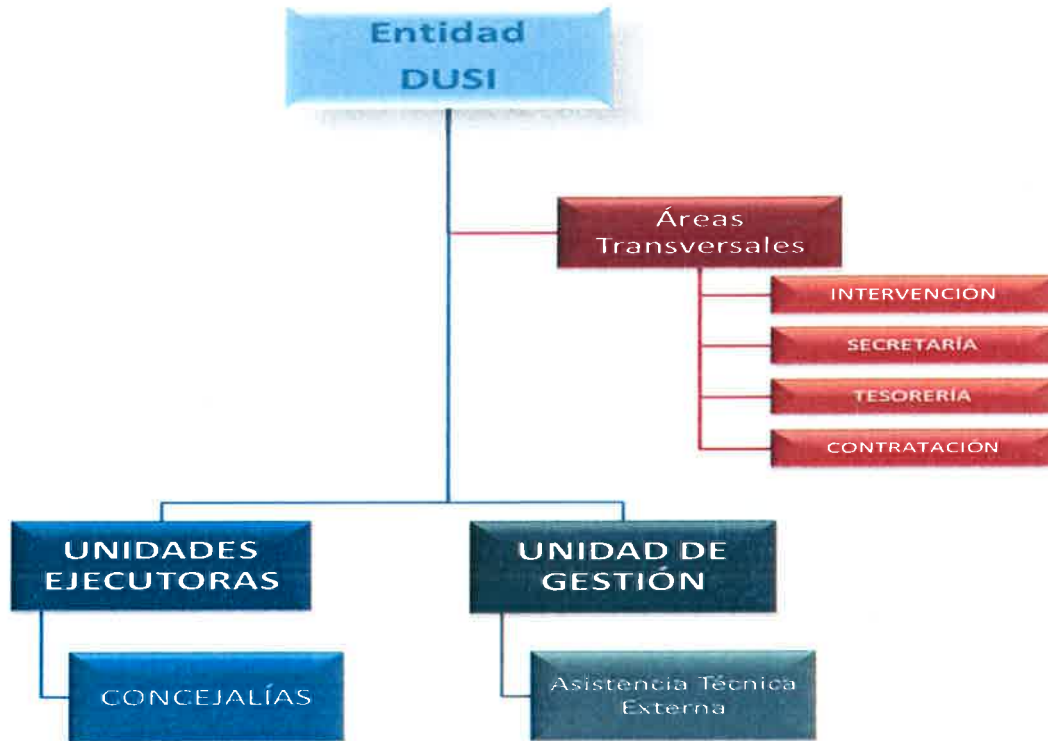 Entidad
DUSI
Áreas
Transversales
INTERVENCIÓN
SECRETARÍA
TESORERÍA
CONTRATACIÓN
UNIDADES
EJECUTORAS
UNIDAD DE
GESTIÓN
CONCEJALÍAS
Asistencia Técnica
Externa